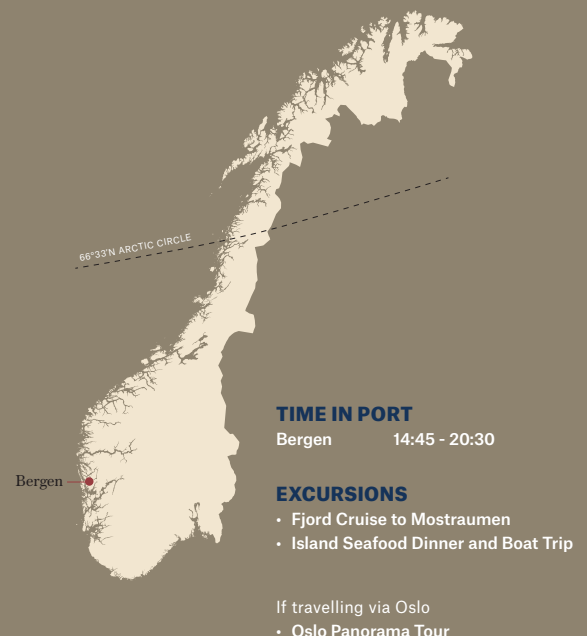 66°33'N ARCTIC CIRCLE
TIME IN PORT
Bergen 14:45 - 20:30
Bergen
EXCURSIONS
• Fjord Cruise to Mostraumen
• Island Seafood Dinner and Boat Trip
If travelling via Oslo
• Oslo Panorama Tour